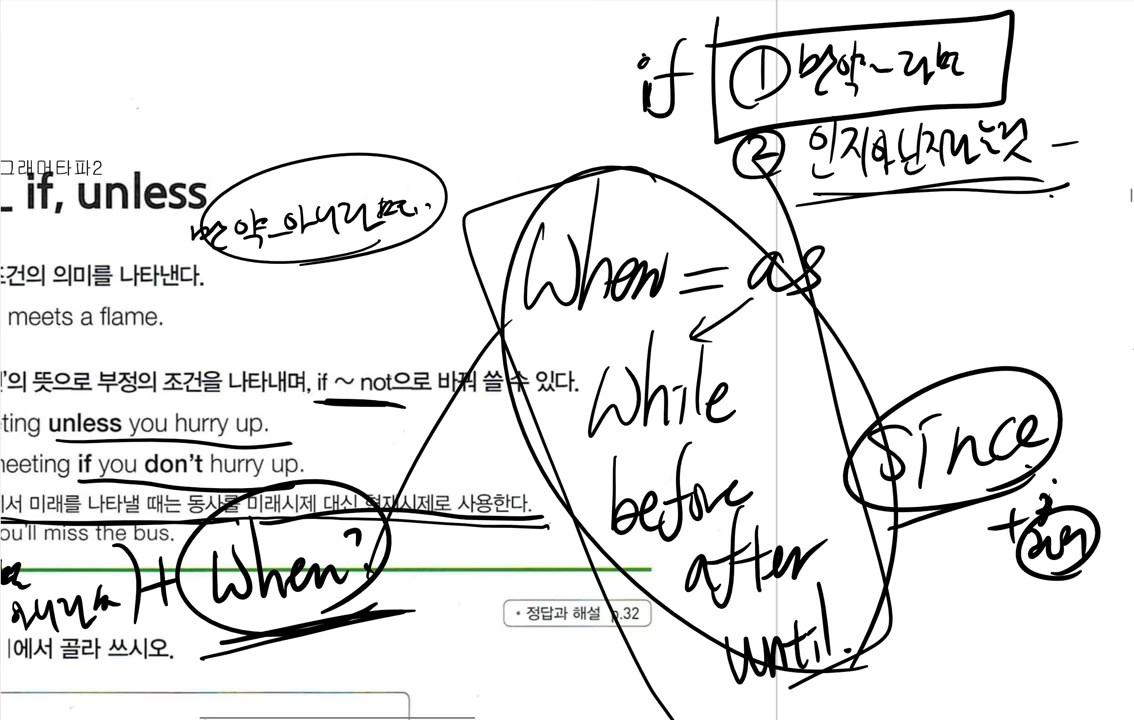 if ① 만약~라면
② 인지아닌지라는것
그래머타파2
if, unless
만약_아니라면..
When = as
조건의 의미를 나타낸다.
meets a flame.
While
'의 뜻으로 부정의 조건을 나타내며, if ~ not으로 바꿔 쓸 수 있다.
ting unless you hurry up.
Since
neeting if you don't hurry up.
before
서 미래를 나타낼 때는 동사를 미래시제 대신 현재시제로 사용한다.
ou'll miss the bus.
after
+ When?
• 정답과 해설 p.32
until.
에서 골라 쓰시오.